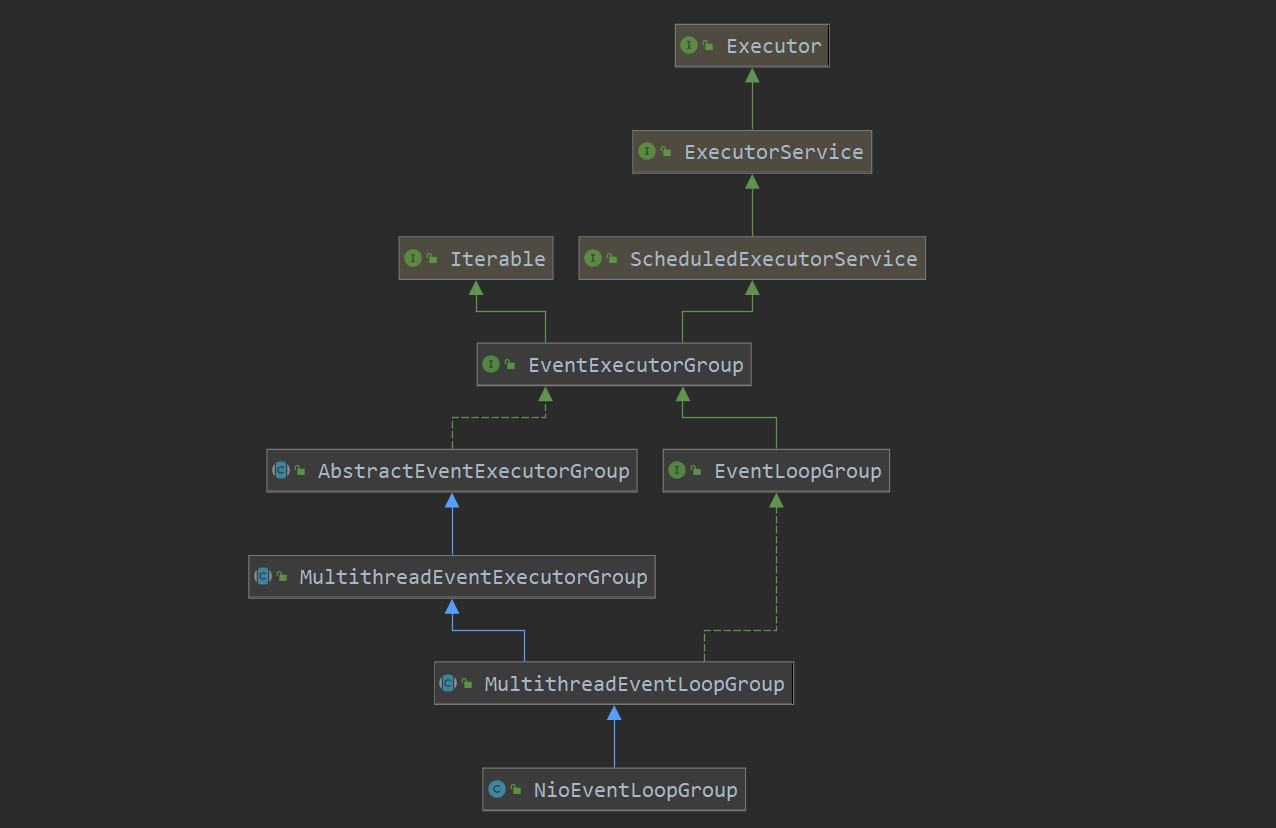 Executor
ExecutorService
Iterable
ScheduledExecutorService
EventExecutorGroup
AbstractEventExecutorGroup
EventLoopGroup
MultithreadEventExecutorGroup
MultithreadEventLoopGroup
NioEventLoopGroup